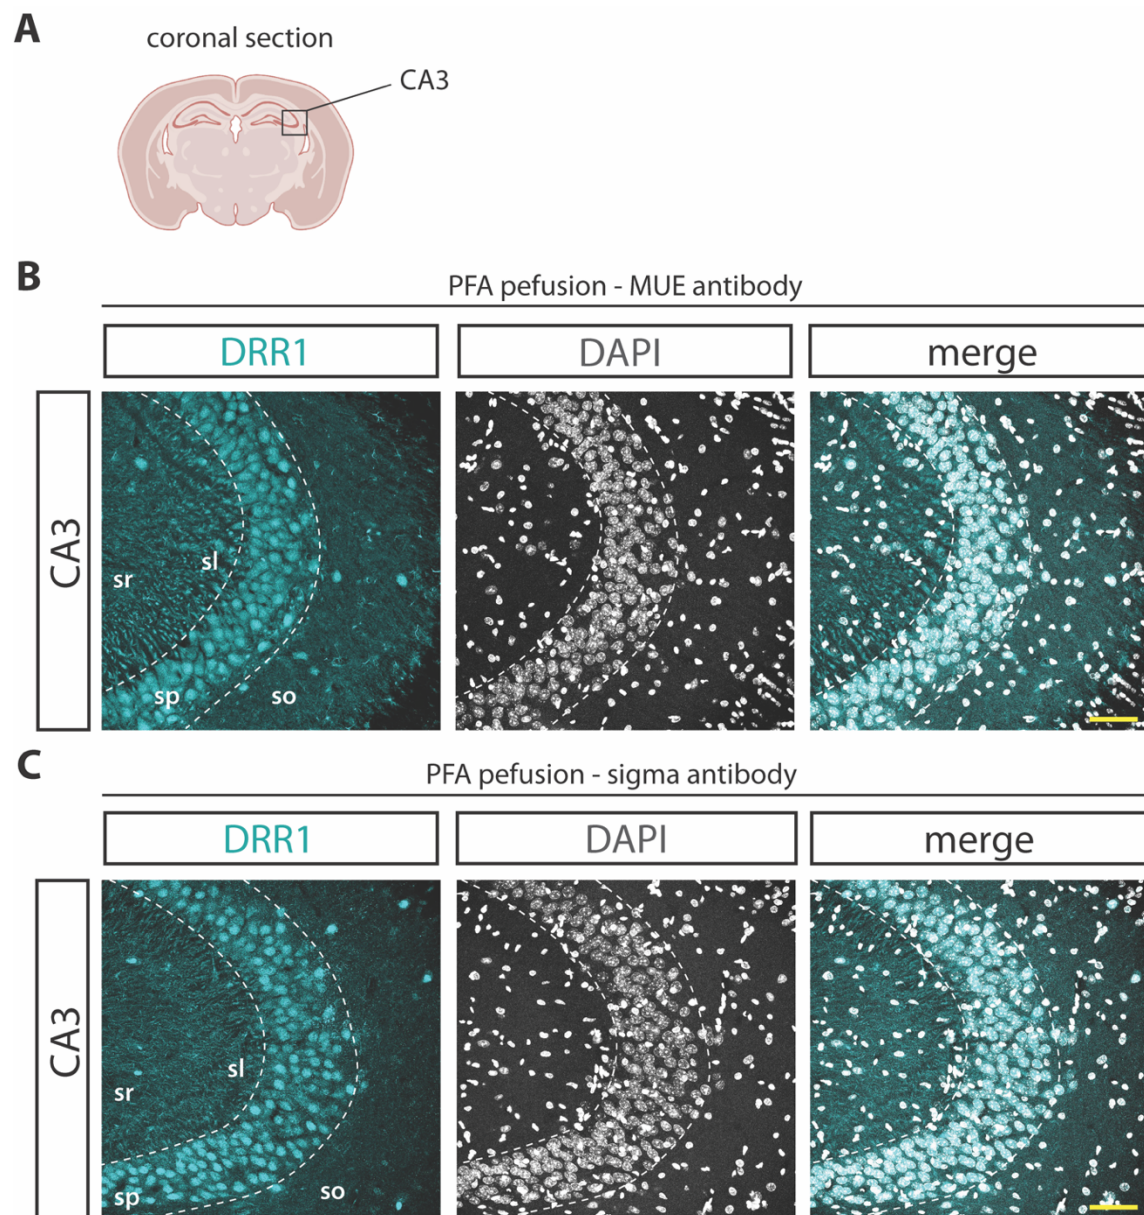 A
coronal section
CA3
B
PFA pefusion - MUE antibody
DRR1
DAPI
merge
CA3
sr
sl
sp
so
C
PFA pefusion - sigma antibody
DRR1
DAPI
merge
CA3
sr
sl
sp
so